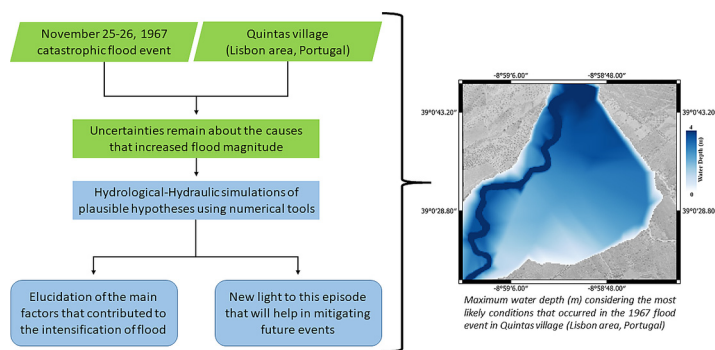 November 25-26, 1967
catastrophic flood event
Quintas village
(Lisbon area, Portugal)
Uncertainties remain about the causes
that increased flood magnitude
Hydrological-Hydraulic simulations of
plausible hypotheses using numerical tools
Elucidation of the main
factors that contributed to
the intensification of flood
New light to this episode
that will help in mitigating
future events
-8°59'6.00" -8°58'48.00"
39°0'43.20" 39°0'43.20"
4
Water Depth (m)
0
39°0'28.80" 39°0'28.80"
-8°59'6.00" -8°58'48.00"
Maximum water depth (m) considering the most
likely conditions that occurred in the 1967 flood
event in Quintas village (Lisbon area, Portugal)